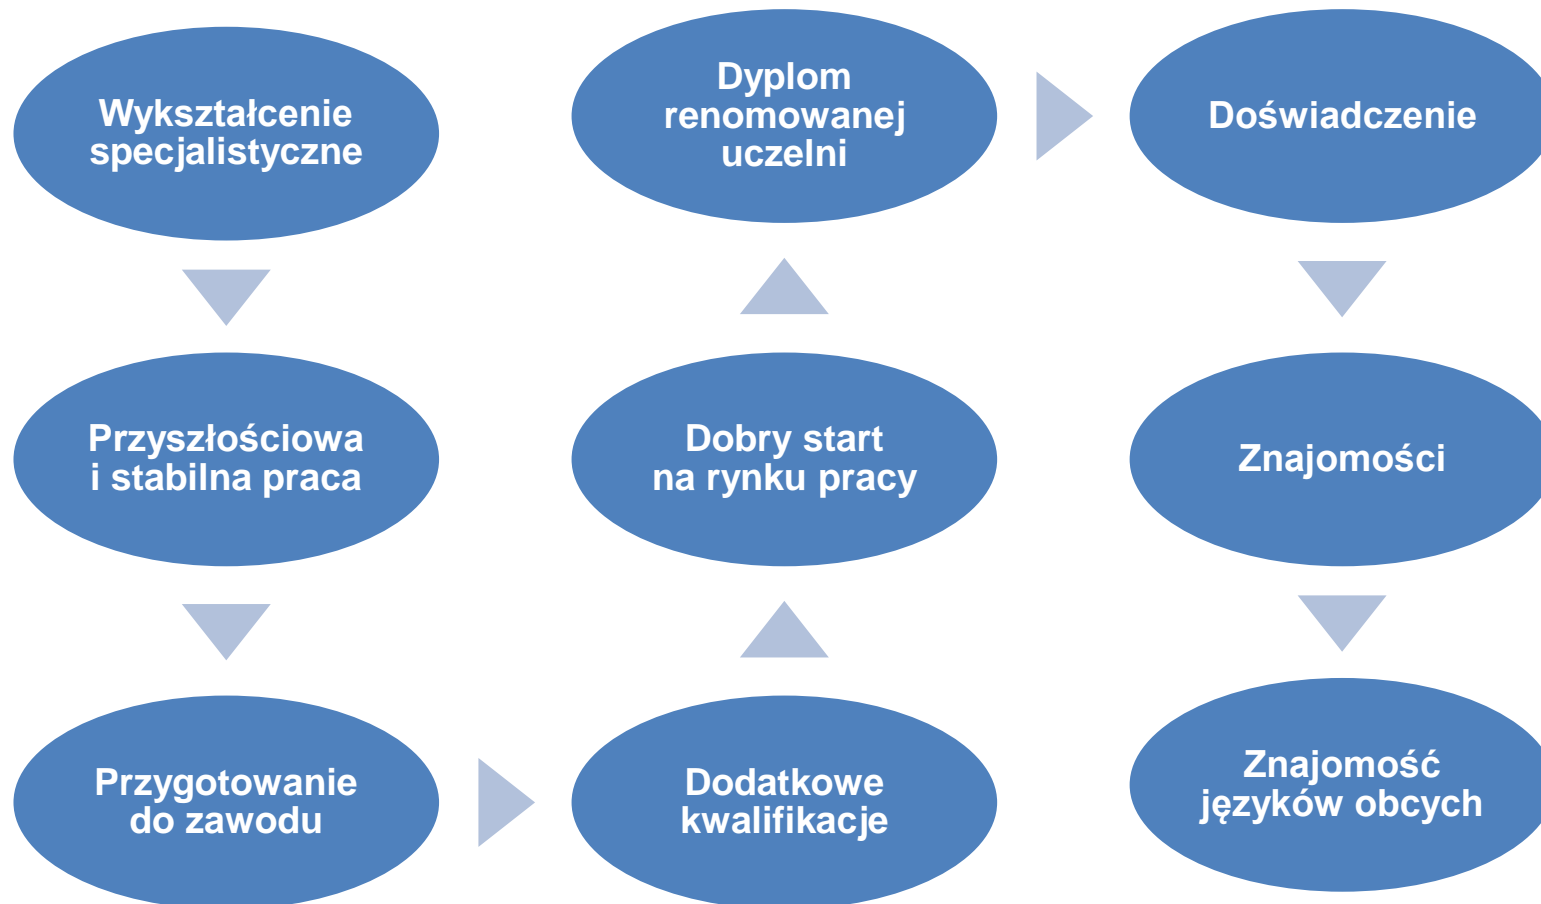 Wykształcenie
specjalistyczne
Przyszłościowa
i stabilna praca
Przygotowanie
do zawodu
Dodatkowe
kwalifikacje
Dobry start
na rynku pracy
Dyplom
renomowanej
uczelni
Doświadczenie
Znajomości
Znajomość
języków obcych